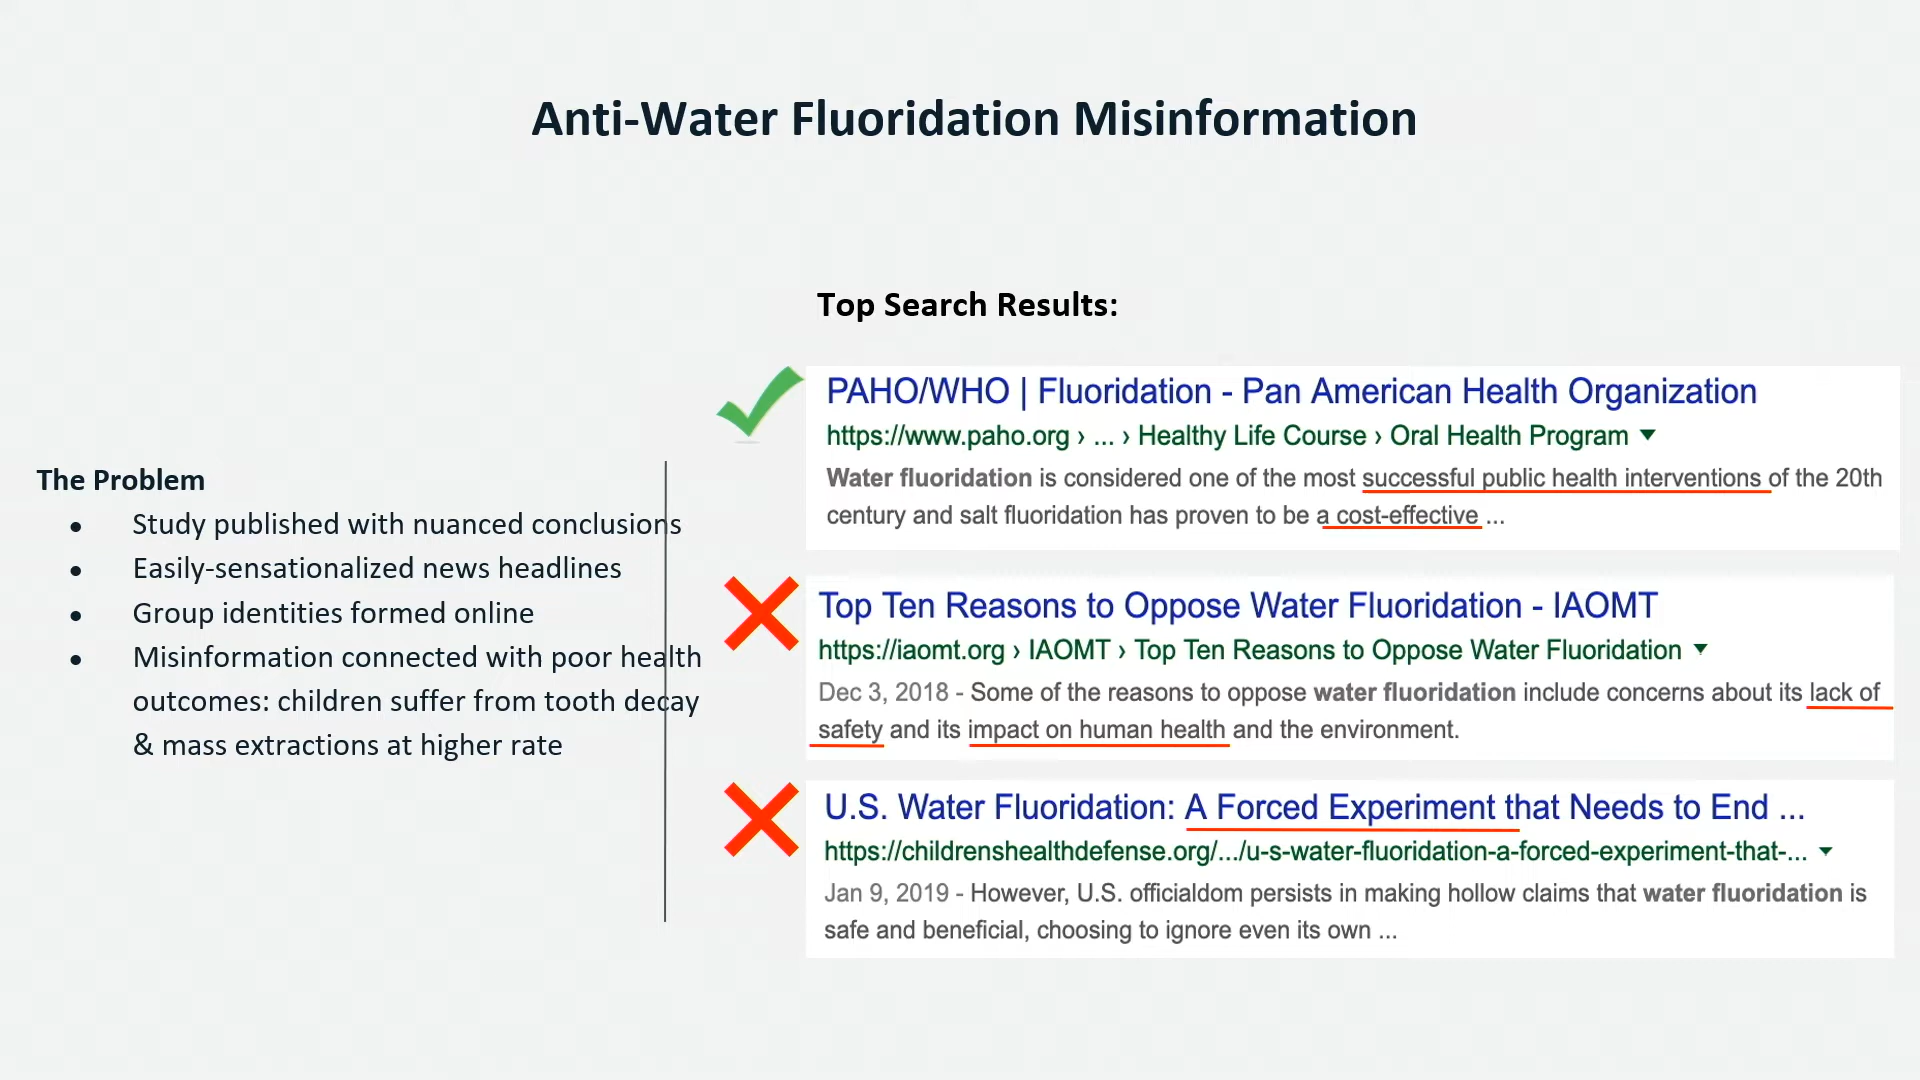 Anti-Water Fluoridation Misinformation
The Problem
● Study published with nuanced conclusions
● Easily-sensationalized news headlines
● Group identities formed online
● Misinformation connected with poor health
outcomes: children suffer from tooth decay
& mass extractions at higher rate
Top Search Results:
PAHO/WHO | Fluoridation - Pan American Health Organization
https://www.paho.org › ... › Healthy Life Course › Oral Health Program
Water fluoridation is considered one of the most successful public health interventions of the 20th
century and salt fluoridation has proven to be a cost-effective ...
Top Ten Reasons to Oppose Water Fluoridation - IAOMT
https://iaomt.org › IAOMT › Top Ten Reasons to Oppose Water Fluoridation
Dec 3, 2018 - Some of the reasons to oppose water fluoridation include concerns about its lack of
safety and its impact on human health and the environment.
U.S. Water Fluoridation: A Forced Experiment that Needs to End ...
https://childrenshealthdefense.org/.../u-s-water-fluoridation-a-forced-experiment-that-...
Jan 9, 2019 - However, U.S. officialdom persists in making hollow claims that water fluoridation is
safe and beneficial, choosing to ignore even its own ...